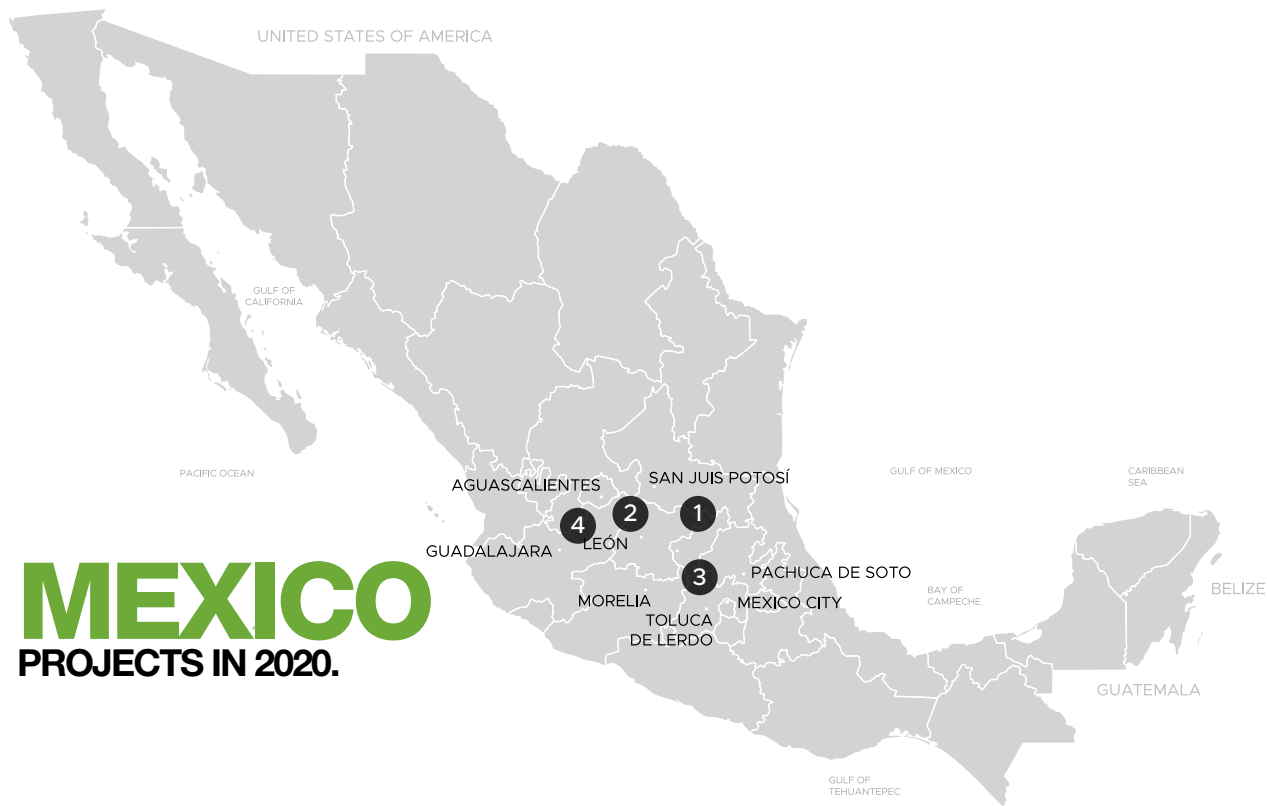 UNITED STATES OF AMERICA
GULF OF
CALIFORNIA
PACIFIC OCEAN
GULF OF MEXICO
CARIBBEAN
SEA
SAN JUIS POTOSÍ
AGUASCALIENTES
1
2
4
LEÓN
GUADALAJARA
3
PACHUCA DE SOTO
MORELIA
MEXICO CITY
TOLUCA
DE LERDO
BAY OF
CAMPECHE
BELIZE
MEXICO
PROJECTS IN 2020.
GUATEMALA
GULF OF
TEHUANTEPEC